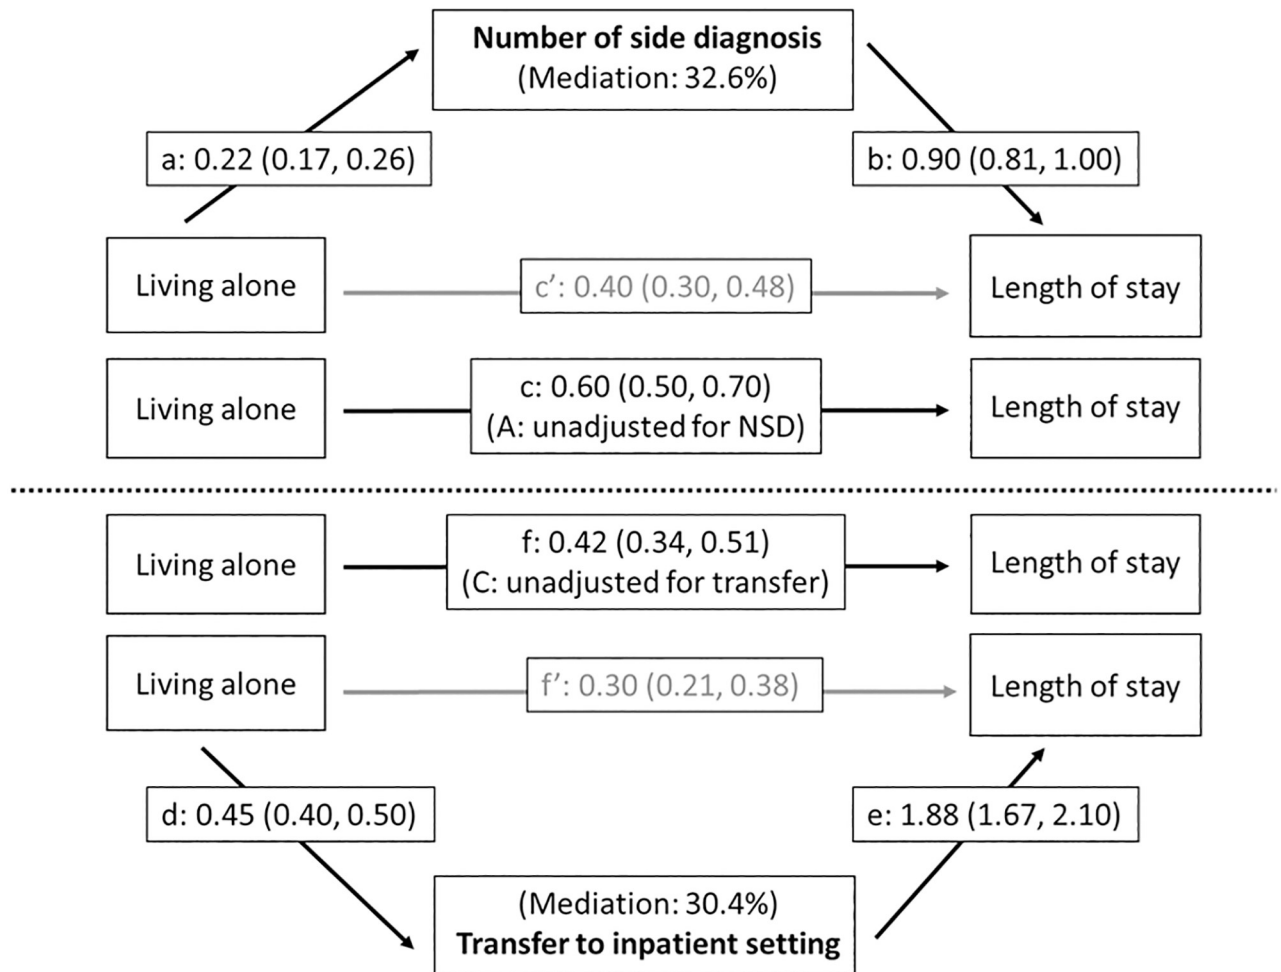 Number of side diagnosis
(Mediation: 32.6%)
a: 0.22 (0.17, 0.26)
b: 0.90 (0.81, 1.00)
Living alone
c’: 0.40 (0.30, 0.48)
Length of stay
Living alone
c: 0.60 (0.50, 0.70)
(A: unadjusted for NSD)
Length of stay
Living alone
f: 0.42 (0.34, 0.51)
(C: unadjusted for transfer)
Length of stay
Living alone
f’: 0.30 (0.21, 0.38)
Length of stay
d: 0.45 (0.40, 0.50)
e: 1.88 (1.67, 2.10)
(Mediation: 30.4%)
Transfer to inpatient setting